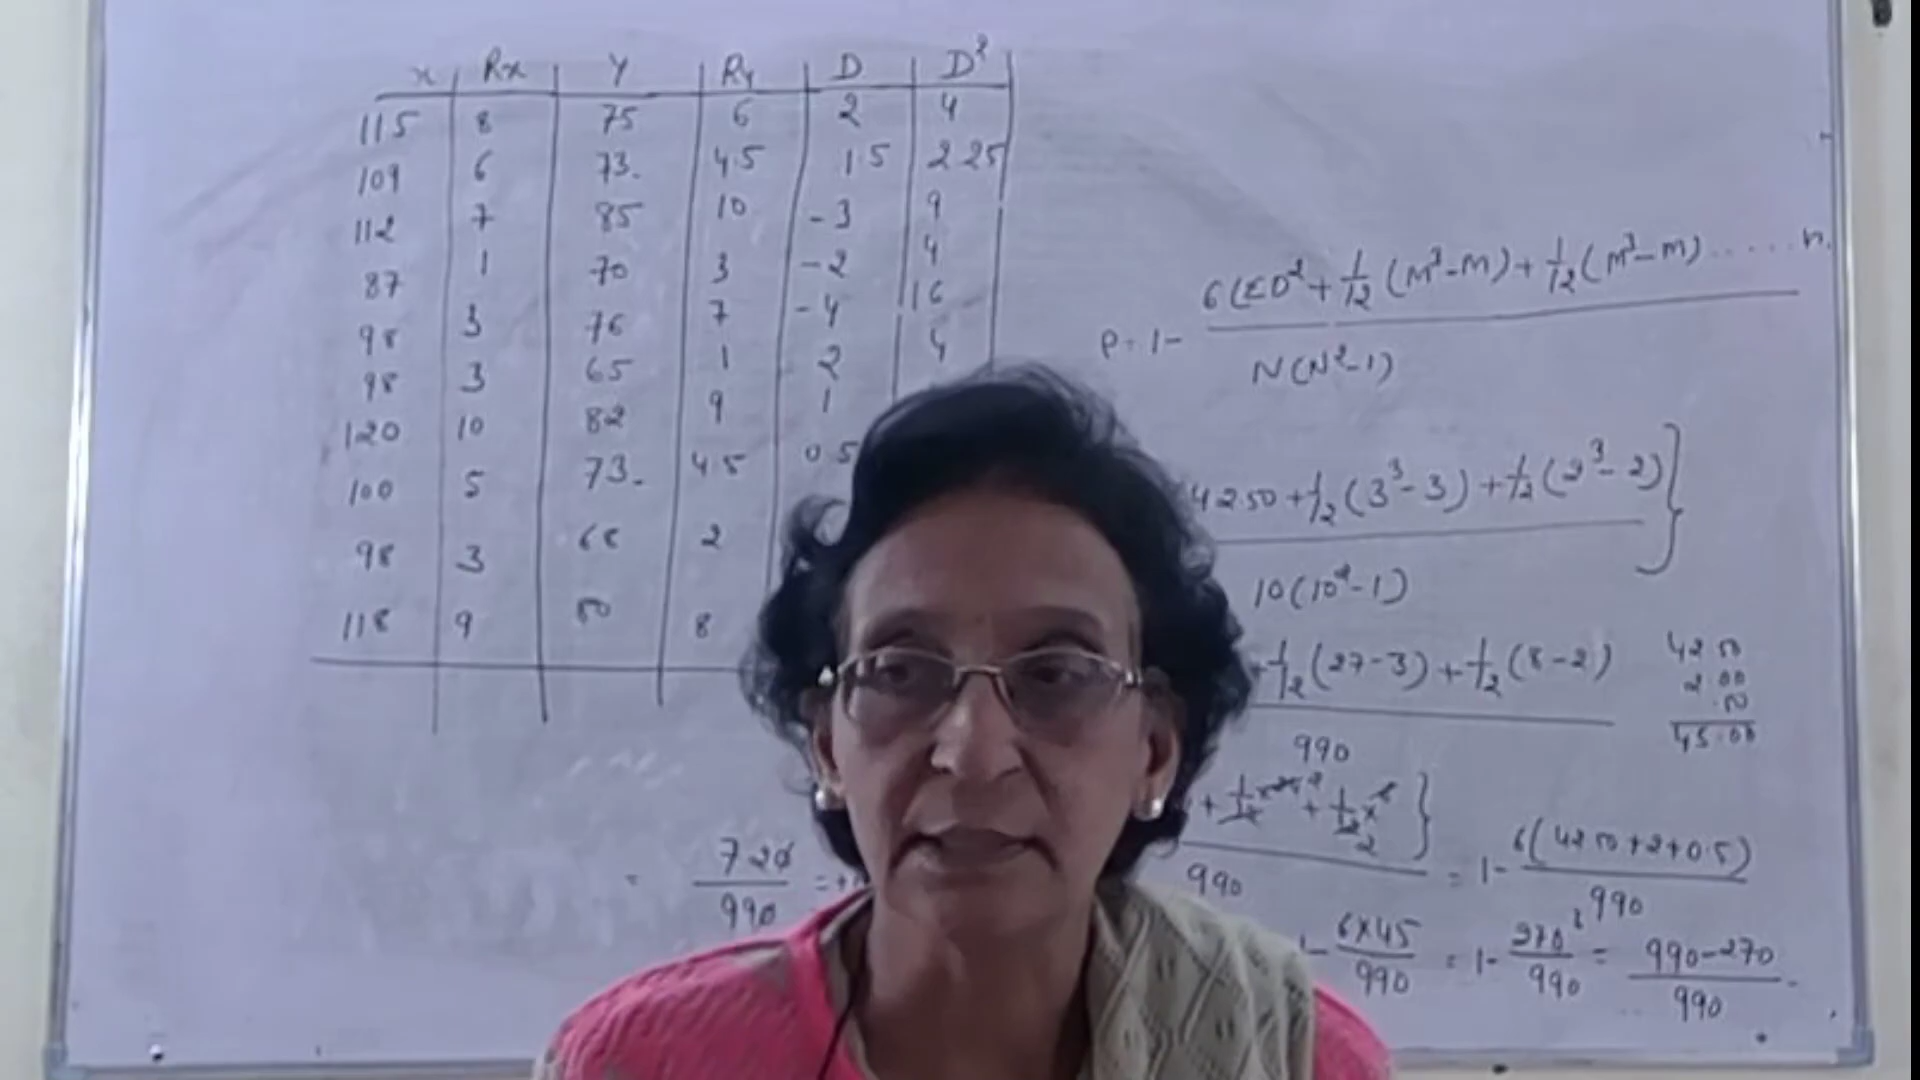 x Rx Y Ry D D²
115 8 75 6 2 4
109 6 73. 4.5 1.5 2.25
112 7 85 10 -3 9
87 1 70 3 -2 4
98 3 76 7 -4 16
98 3 65 1 2 4
120 10 82 9 1
100 5 73. 4.5 0.5
98 3 68 2
118 9 80 8
= 720/990 = +
P = 1 - 6(ΣD² + 1/12 (m³-m) + 1/12 (m³-m) ..... n.
N(N²-1)
42.50 + 1/12 (3³-3) + 1/12 (2³-2) }
10(10²-1)
+ 1/12 (27-3) + 1/12 (8-2)
990
42.50
2.00
.50
45.00
990
= 1 - 6(42.50+2+0.5)/990
1 - 6×45/990 = 1 - 270/990 = 990-270/990